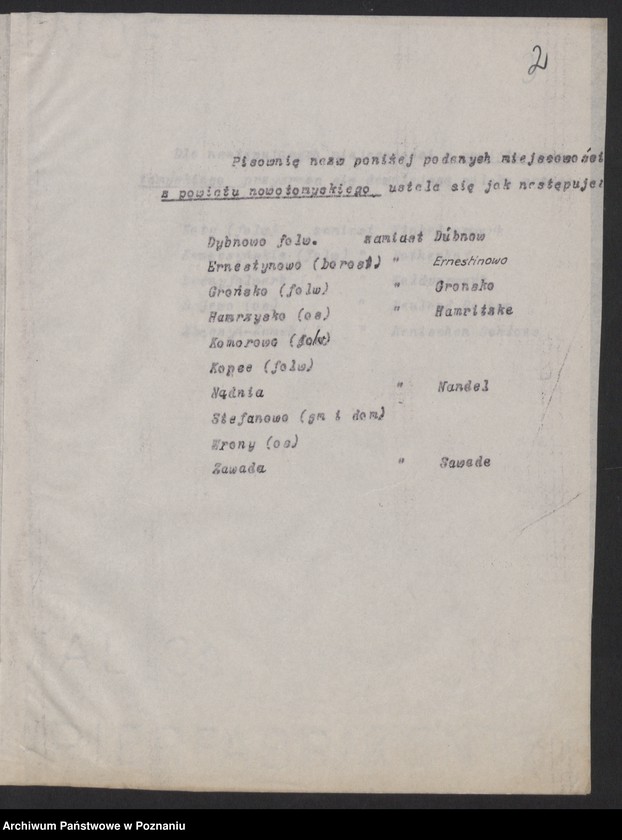 2
Pisownię nazw poniżej podanych miejscowości
z powiatu nowotomyskiego ustala się jak następuje:
Dybnowo folw. zamiast Dúbnow
Ernestynowo (borost.) " Ernestinowo
Grońsko (folw) " Gronsko
Hamrzysko (os) " Hamritske
Komorowo (folw)
Kopce (folw)
Nądnia " Nandel
Stefanowo (gm i dom)
Wrony (os)
Zawada " Sawade
Archiwum Państwowe w Poznaniu